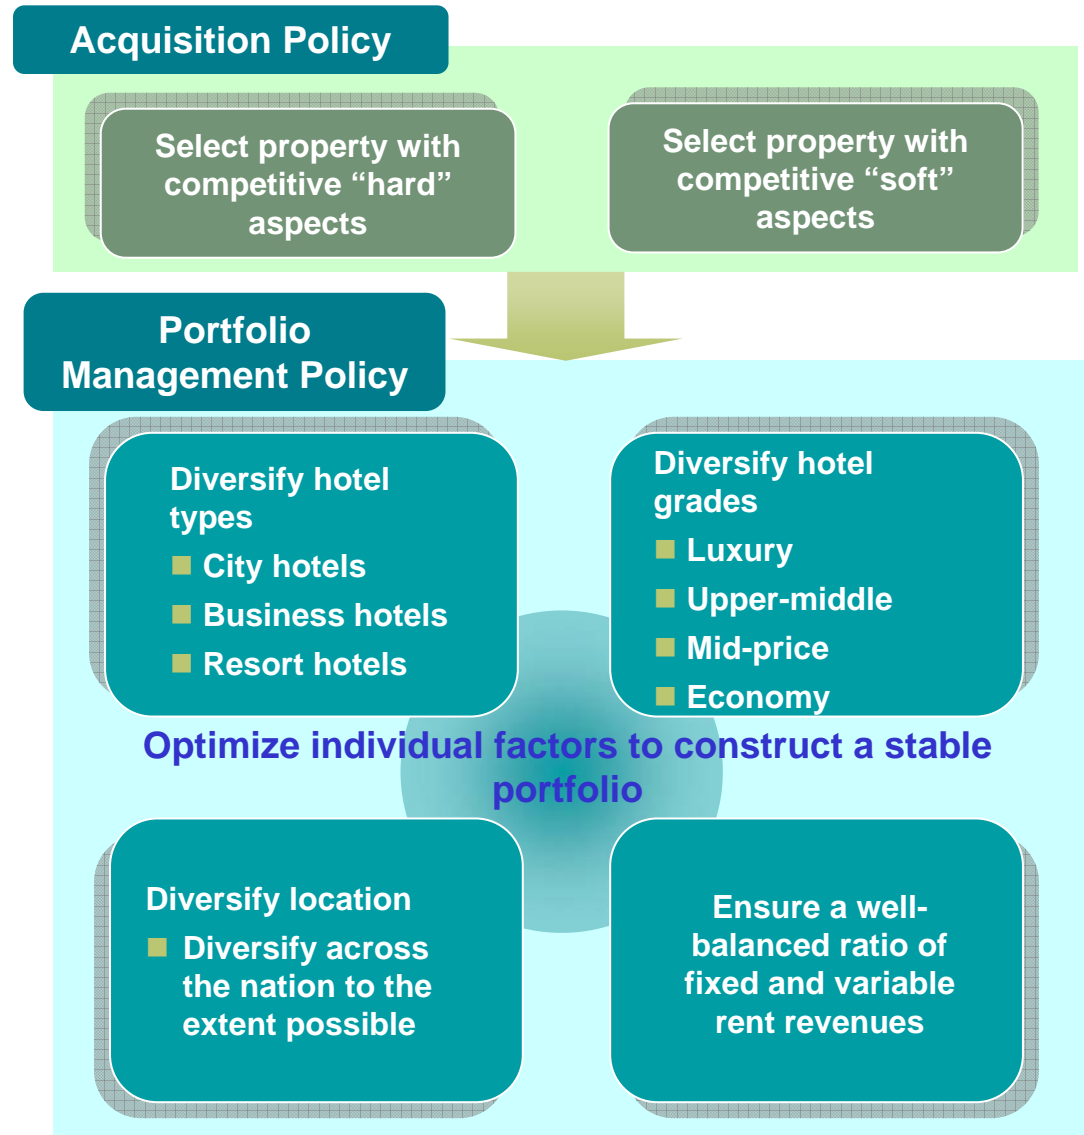 Acquisition Policy
Select property with
competitive “hard”
aspects
Select property with
competitive “soft”
aspects
Portfolio
Management Policy
Diversify hotel
types
City hotels
Business hotels
Resort hotels
Diversify hotel
grades
Luxury
Upper-middle
Mid-price
Economy
Optimize individual factors to construct a stable
portfolio
Diversify location
Diversify across
the nation to the
extent possible
Ensure a well-
balanced ratio of
fixed and variable
rent revenues